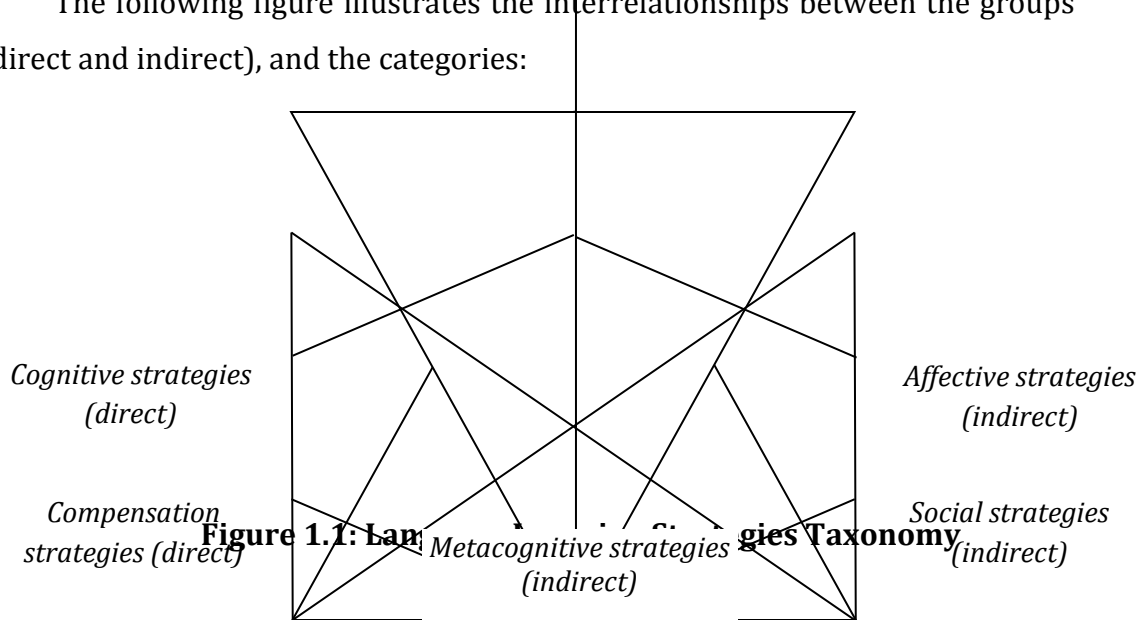 The following figure illustrates the interrelationships between the groups
direct and indirect), and the categories:
Cognitive strategies
(direct)
Affective strategies
(indirect)
Compensation
strategies (direct)
Social strategies
(indirect)
Figure 1.1: Strategies Taxonomy
Metacognitive strategies
(indirect)